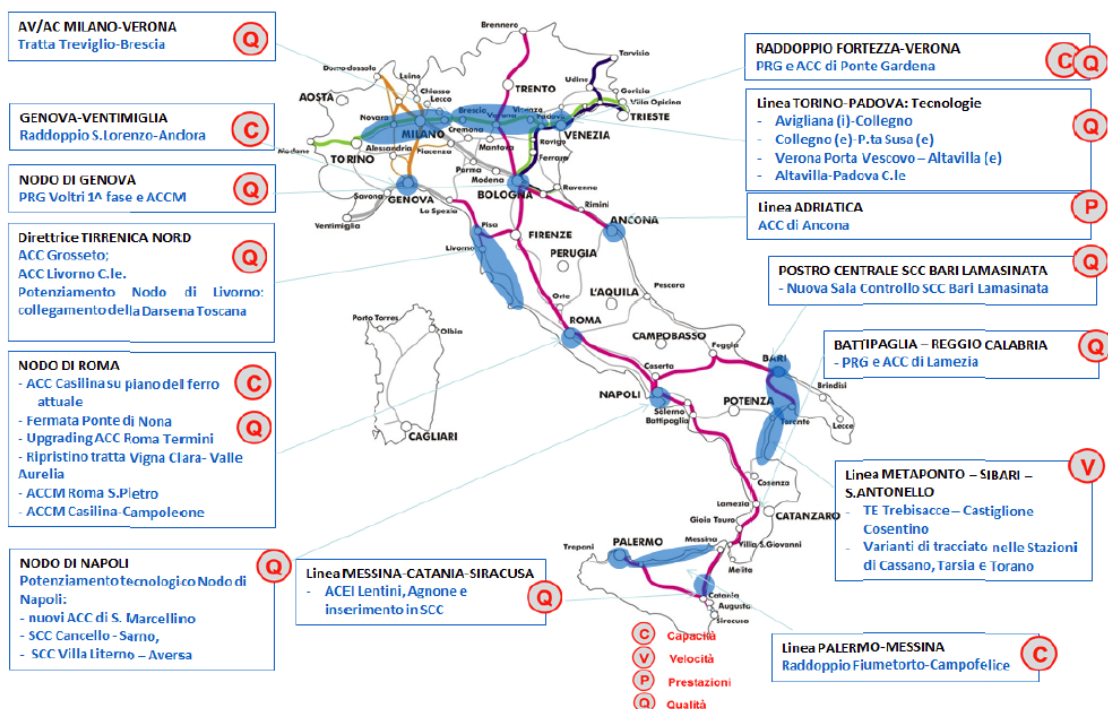 AV/AC MILANO-VERONA
Tratta Treviglio-Brescia
Q
GENOVA-VENTIMIGLIA
Raddoppio S.Lorenzo-Andora
C
NODO DI GENOVA
PRG Voltri 1^ fase e ACCM
Q
Direttrice TIRRENICA NORD
ACC Grosseto;
ACC Livorno C.le.
Potenziamento Nodo di Livorno:
collegamento della Darsena Toscana
Q
NODO DI ROMA
- ACC Casilina su piano del ferro
attuale
- Fermata Ponte di Nona
- Upgrading ACC Roma Termini
- Ripristino tratta Vigna Clara- Valle
Aurelia
- ACCM Roma S.Pietro
- ACCM Casilina-Campoleone
C
Q
NODO DI NAPOLI
Potenziamento tecnologico Nodo di
Napoli:
- nuovi ACC di S. Marcellino
- SCC Cancello - Sarno,
- SCC Villa Literno – Aversa
Q
Linea MESSINA-CATANIA-SIRACUSA
- ACEI Lentini, Agnone e
inserimento in SCC
Q
RADDOPPIO FORTEZZA-VERONA
PRG e ACC di Ponte Gardena
C
Q
Linea TORINO-PADOVA: Tecnologie
• Avigliana (i)-Collegno
• Collegno (e)-P.ta Susa (e)
• Verona Porta Vescovo – Altavilla (e)
• Altavilla-Padova C.le
Q
Linea ADRIATICA
ACC di Ancona
P
POSTRO CENTRALE SCC BARI LAMASINATA
- Nuova Sala Controllo SCC Bari Lamasinata
Q
BATTIPAGLIA – REGGIO CALABRIA
- PRG e ACC di Lamezia
Q
Linea METAPONTO – SIBARI –
S.ANTONELLO
- TE Trebisacce – Castiglione
Cosentino
- Varianti di tracciato nelle Stazioni
di Cassano, Tarsia e Torano
V
Linea PALERMO-MESSINA
Raddoppio Fiumetorto-Campofelice
C
C Capacità
V Velocità
P Prestazioni
Q Qualità
Brennero
Tarvisio
Domodossola
Luino
Chiasso
Lecco
TRENTO
Udine
Gorizia
Villa Opicina
AOSTA
TRIESTE
Novara
MILANO
Brescia
Verona
Vicenza
Padova
VENEZIA
Cremona
Mantova
Rovigo
Modane
TORINO
Alessandria
Piacenza
Ferrara
Parma
Modena
BOLOGNA
Ravenna
Savona
GENOVA
La Spezia
Rimini
Ventimiglia
Pisa
FIRENZE
ANCONA
Livorno
PERUGIA
Orte
L'AQUILA
Pescara
ROMA
Porto Torres
Olbia
CAMPOBASSO
Foggia
BARI
Caserta
NAPOLI
Salerno
Battipaglia
POTENZA
Brindisi
Taranto
Lecce
CAGLIARI
Cosenza
Lamezia
CATANZARO
Gioia Tauro
Trapani
PALERMO
Messina
Villa S.Giovanni
Melito
Catania
Augusta
Siracusa